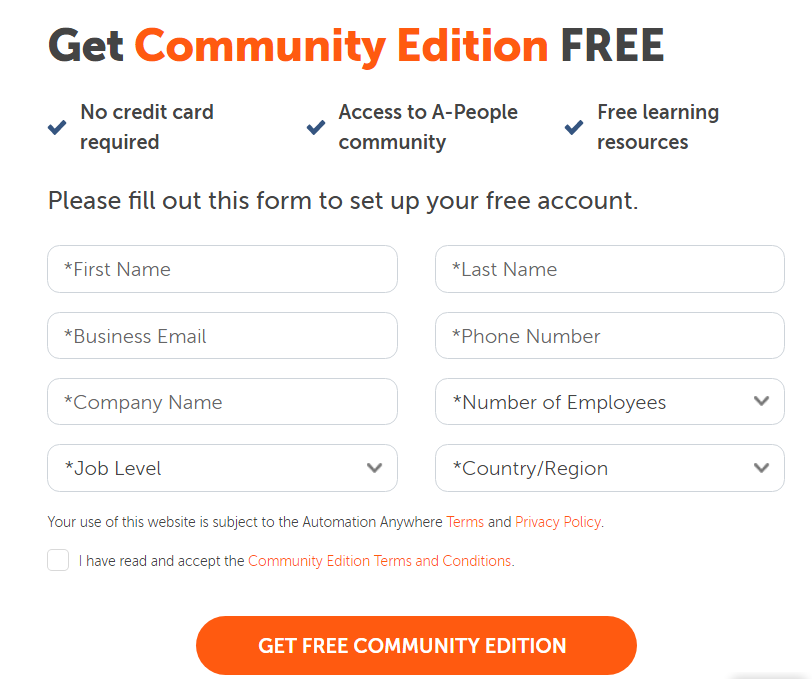 Get Community Edition FREE
No credit card
required
Access to A-People
community
Free learning
resources
Please fill out this form to set up your free account.
*First Name
*Last Name
*Business Email
*Phone Number
*Company Name
*Number of Employees
*Job Level
*Country/Region
Your use of this website is subject to the Automation Anywhere Terms and Privacy Policy.
I have read and accept the Community Edition Terms and Conditions.
GET FREE COMMUNITY EDITION